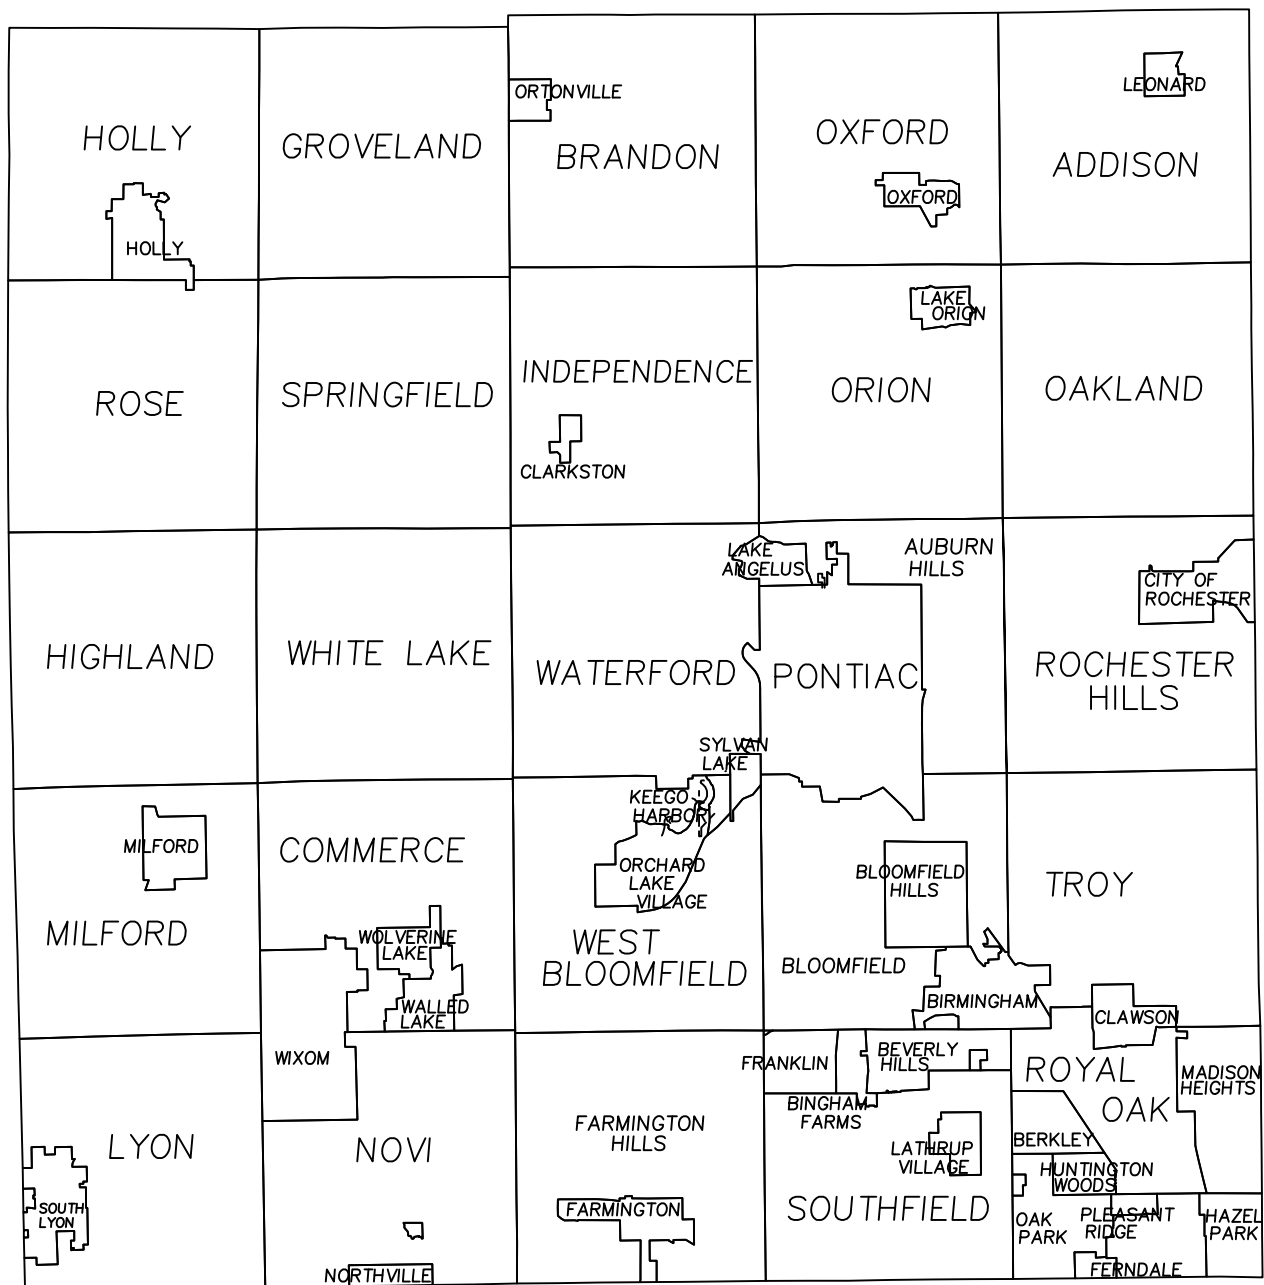 LEONARD
ORTONVILLE
HOLLY
GROVELAND
BRANDON
OXFORD
ADDISON
OXFORD
HOLLY
LAKE
ORION
ROSE
SPRINGFIELD
INDEPENDENCE
ORION
OAKLAND
CLARKSTON
LAKE
ANGELUS
AUBURN
HILLS
CITY OF
ROCHESTER
HIGHLAND
WHITE LAKE
WATERFORD
PONTIAC
ROCHESTER
HILLS
SYLVAN
LAKE
KEEGO
HARBOR
MILFORD
COMMERCE
ORCHARD
LAKE
VILLAGE
BLOOMFIELD
HILLS
TROY
MILFORD
WOLVERINE
LAKE
WEST
BLOOMFIELD
BLOOMFIELD
WALLED
LAKE
BIRMINGHAM
CLAWSON
WIXOM
FRANKLIN
BEVERLY
HILLS
ROYAL
OAK
MADISON
HEIGHTS
BINGHAM
FARMS
LYON
NOVI
FARMINGTON
HILLS
LATHRUP
VILLAGE
BERKLEY
HUNTINGTON
WOODS
SOUTH
LYON
FARMINGTON
SOUTHFIELD
OAK
PARK
PLEASANT
RIDGE
HAZEL
PARK
NORTHVILLE
FERNDALE